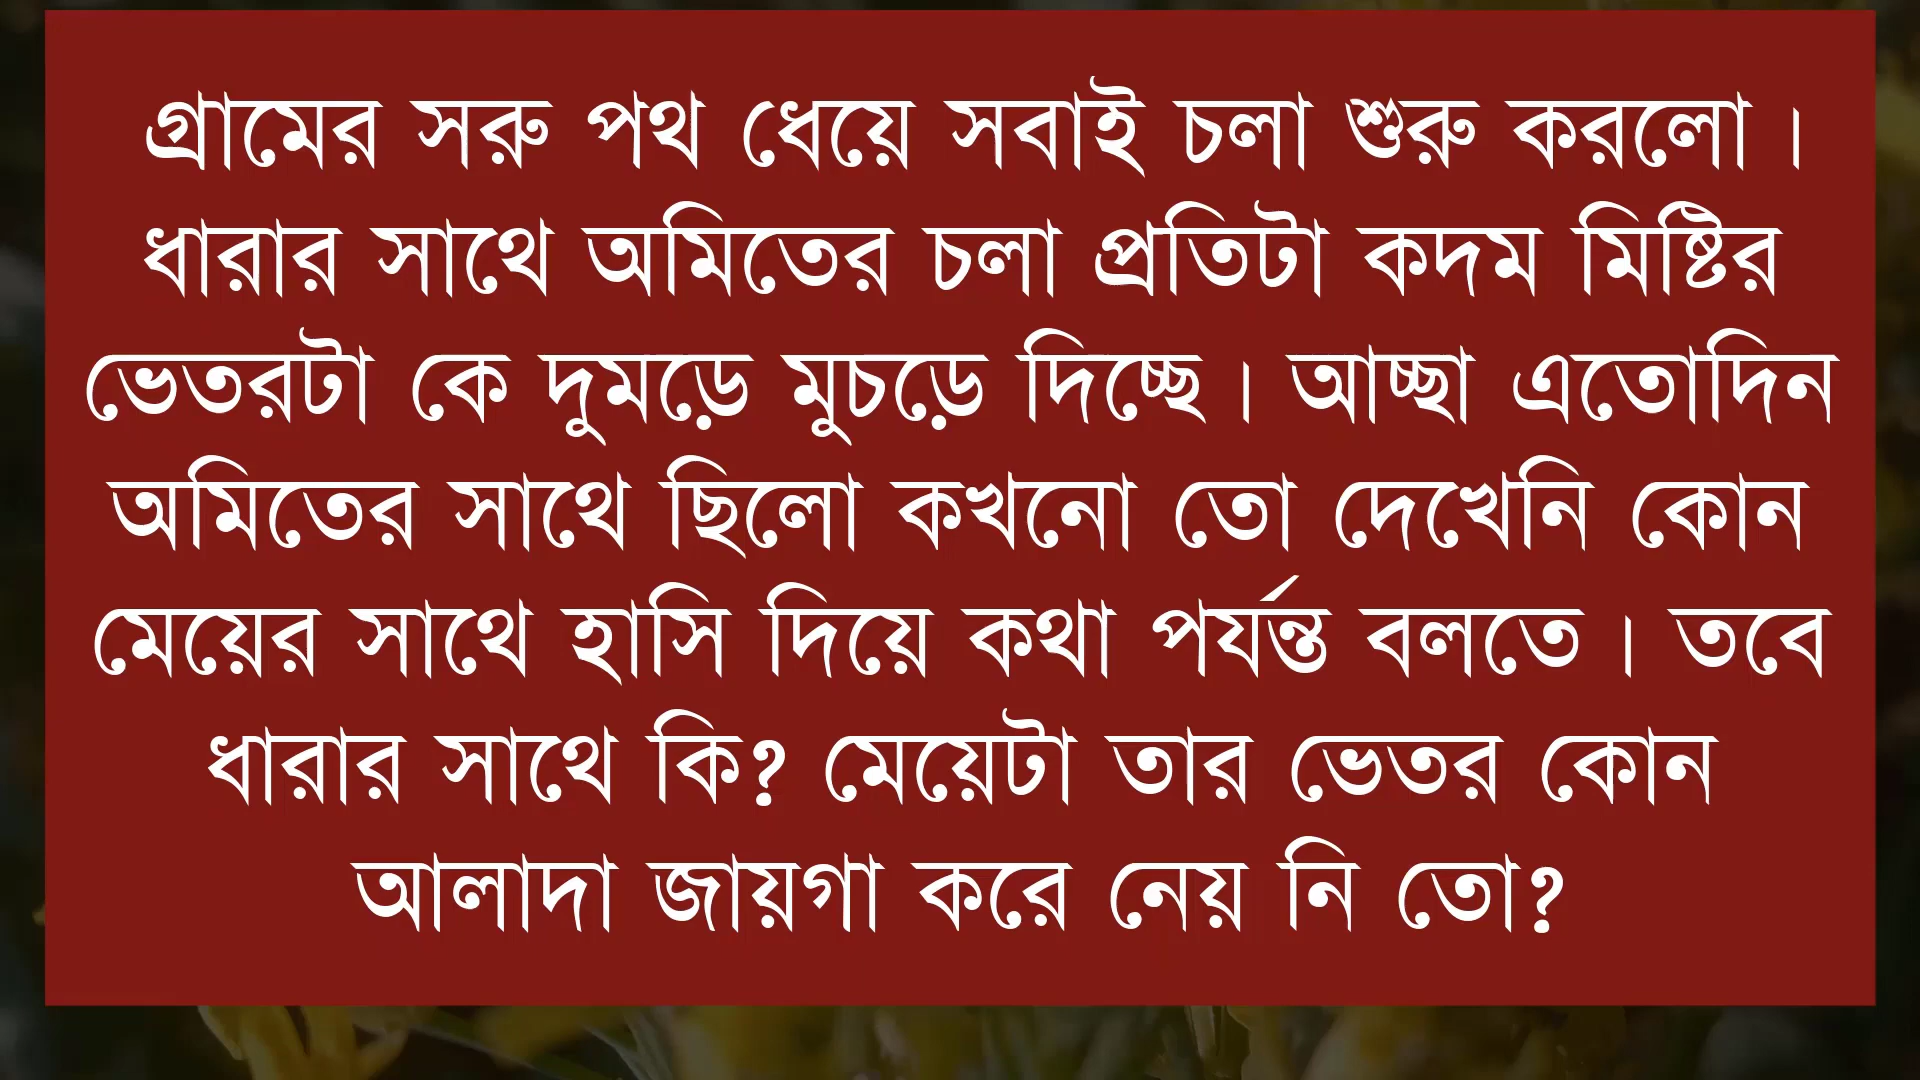 গ্রামের সরু পথ ধেয়ে সবাই চলা শুরু করলো।
ধারার সাথে অমিতের চলা প্রতিটা কদম মিষ্টির
ভেতরটা কে দুমড়ে মুচড়ে দিচ্ছে। আচ্ছা এতোদিন
অমিতের সাথে ছিলো কখনো তো দেখেনি কোন
মেয়ের সাথে হাসি দিয়ে কথা পর্যন্ত বলতে। তবে
ধারার সাথে কি? মেয়েটা তার ভেতর কোন
আলাদা জায়গা করে নেয় নি তো?